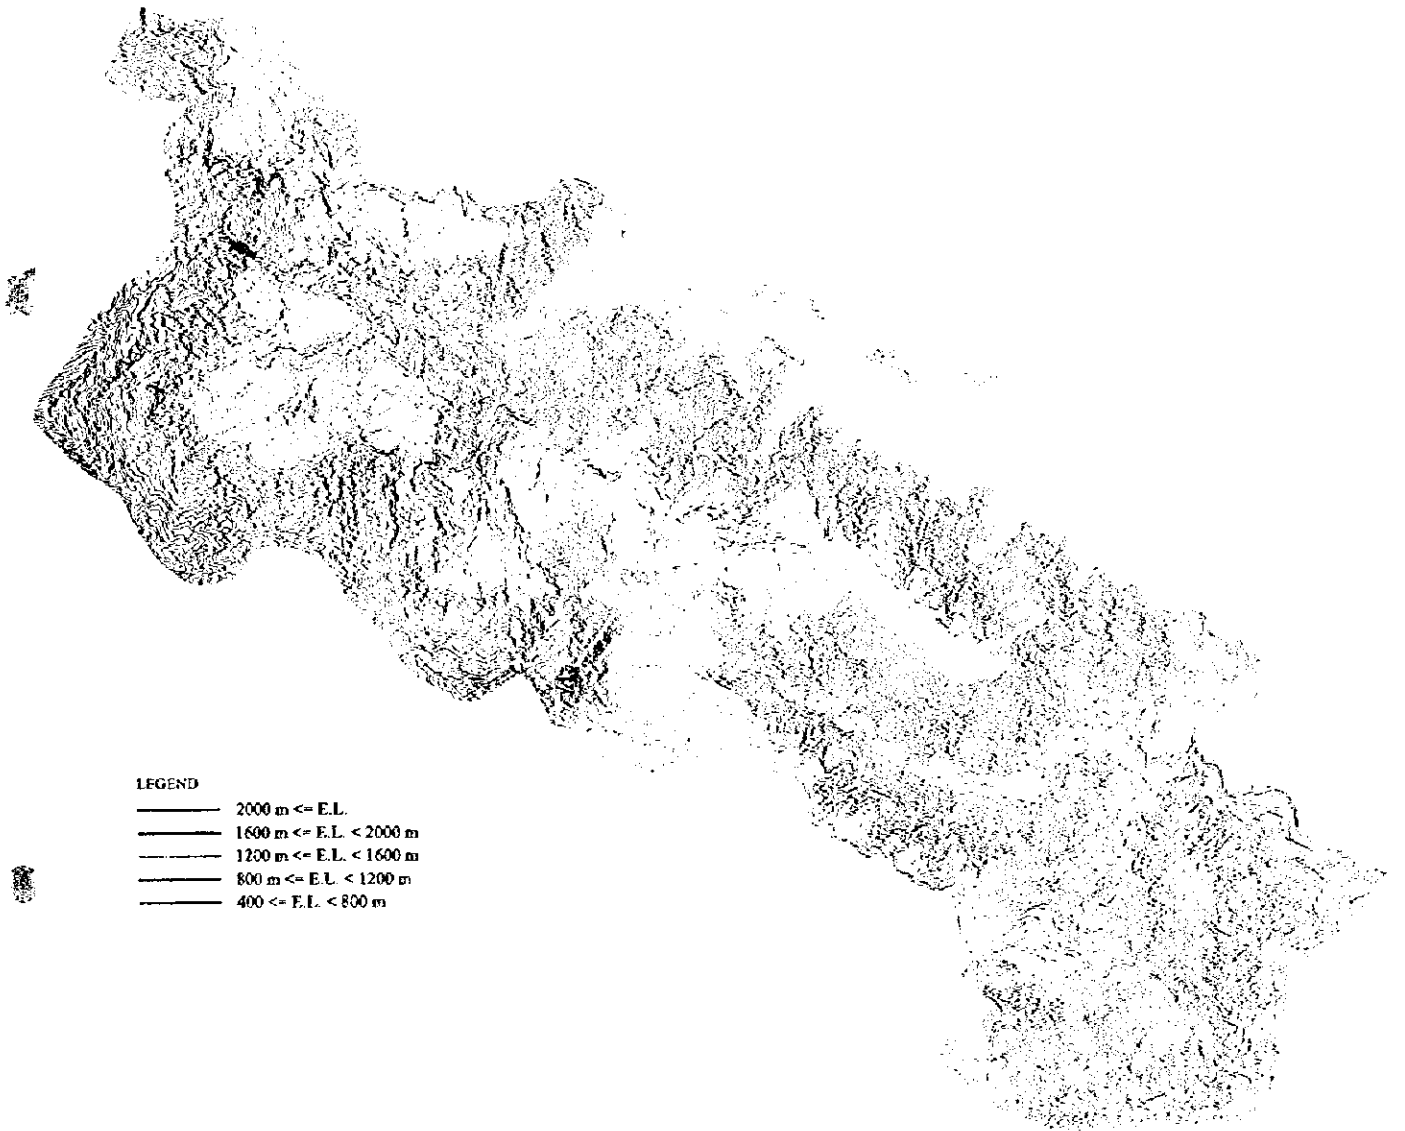 LEGEND
2000 m <= E.L.
1600 m <= E.L. < 2000 m
1200 m <= E.L. < 1600 m
800 m <= E.L. < 1200 m
400 <= E.L. < 800 m